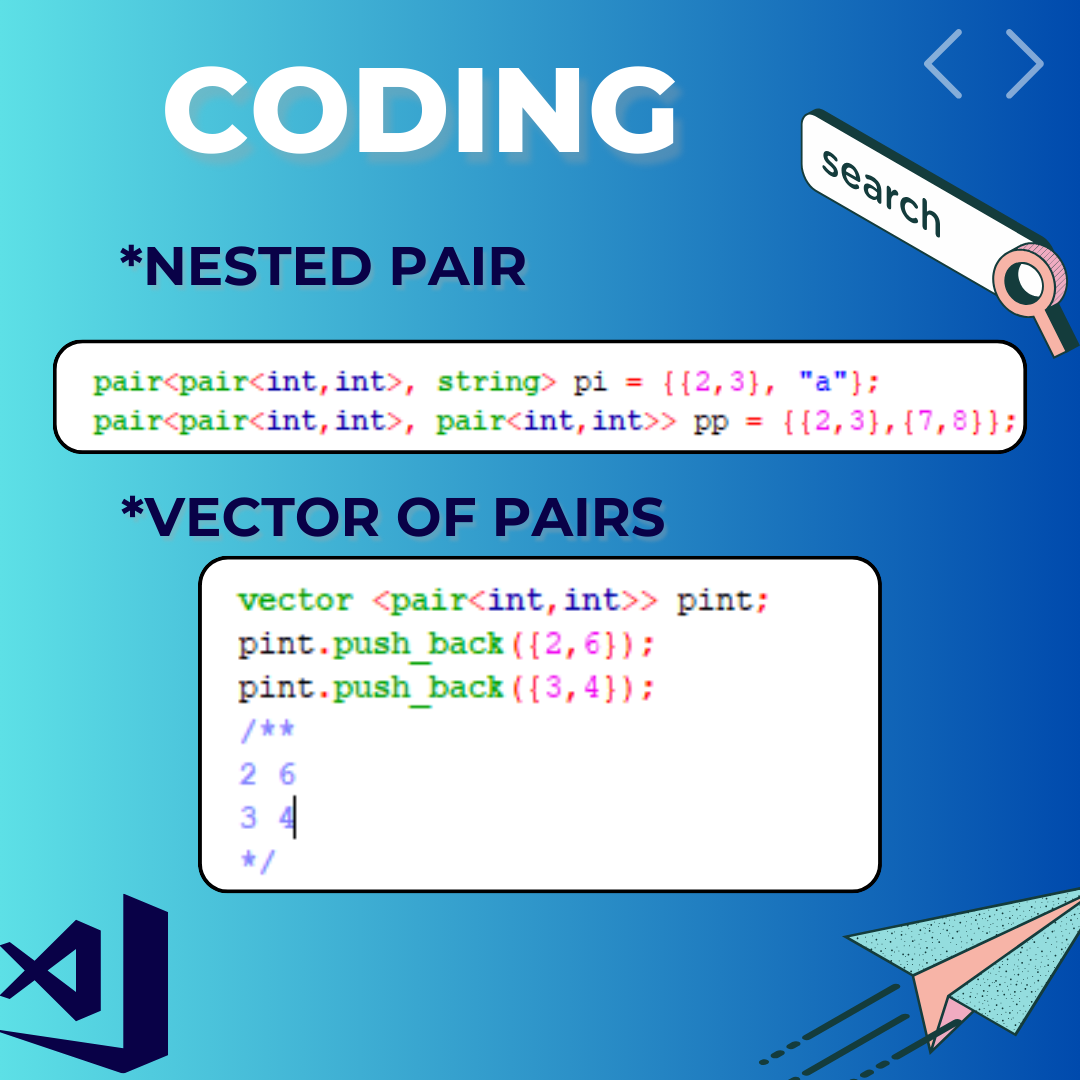 CODING
search
*NESTED PAIR
pair<pair<int,int>, string> pi = {{2,3}, "a"};
pair<pair<int,int>, pair<int,int>> pp = {{2,3},{7,8}};
*VECTOR OF PAIRS
vector <pair<int,int>> pint;
pint.push_back({2,6});
pint.push_back({3,4});
/**
2 6
3 4
*/